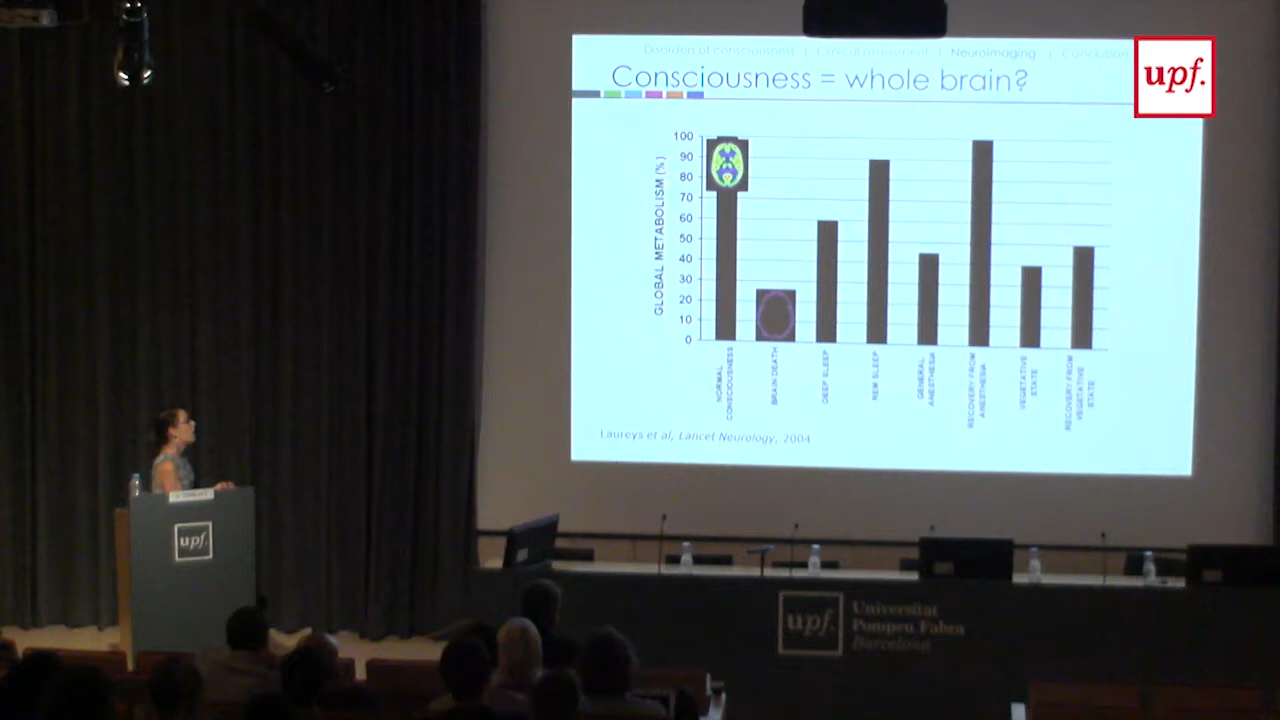 Disorders of consciousness | Clinical assessment | Neuroimaging | Conclusion
upf.
Consciousness = whole brain?
GLOBAL METABOLISM (%)
100
90
80
70
60
50
40
30
20
10
0
NORMAL
CONSCIOUSNESS
BRAIN DEATH
DEEP SLEEP
REM SLEEP
GENERAL
ANESTHESIA
RECOVERY FROM
ANESTHESIA
VEGETATIVE
STATE
RECOVERY FROM
VEGETATIVE
STATE
Laureys et al, Lancet Neurology, 2004
upf.
upf.
Universitat
Pompeu Fabra
Barcelona